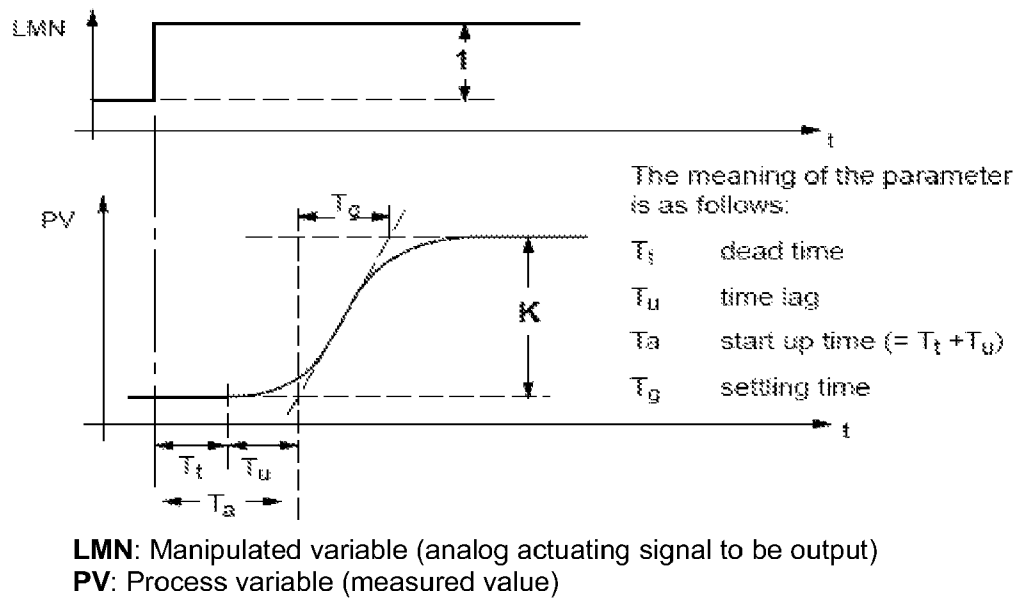 LMN
1
t
The meaning of the parameter
is as follows:
Tg
PV
Tt dead time
K
Tu time lag
Ta start up time (= Tt +Tu)
Tg settling time
t
Tt Tu
Ta
LMN: Manipulated variable (analog actuating signal to be output)
PV: Process variable (measured value)